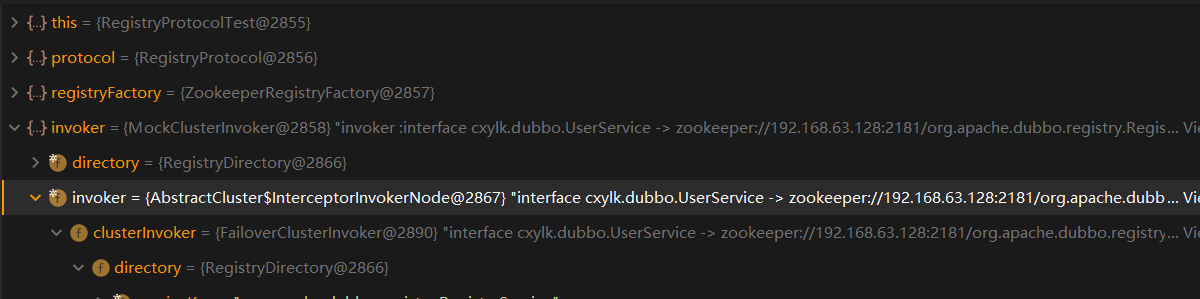 this = {RegistryProtocolTest@2855}
protocol = {RegistryProtocol@2856}
registryFactory = {ZookeeperRegistryFactory@2857}
invoker = {MockClusterInvoker@2858} "invoker :interface cxylk.dubbo.UserService -> zookeeper://192.168.63.128:2181/org.apache.dubbo.registry.Regis... Vie
directory = {RegistryDirectory@2866}
invoker = {AbstractCluster$InterceptorInvokerNode@2867} "interface cxylk.dubbo.UserService -> zookeeper://192.168.63.128:2181/org.apache.dubb... Vie
clusterInvoker = {FailoverClusterInvoker@2890} "interface cxylk.dubbo.UserService -> zookeeper://192.168.63.128:2181/org.apache.dubbo.registry.... Vie
directory = {RegistryDirectory@2866}